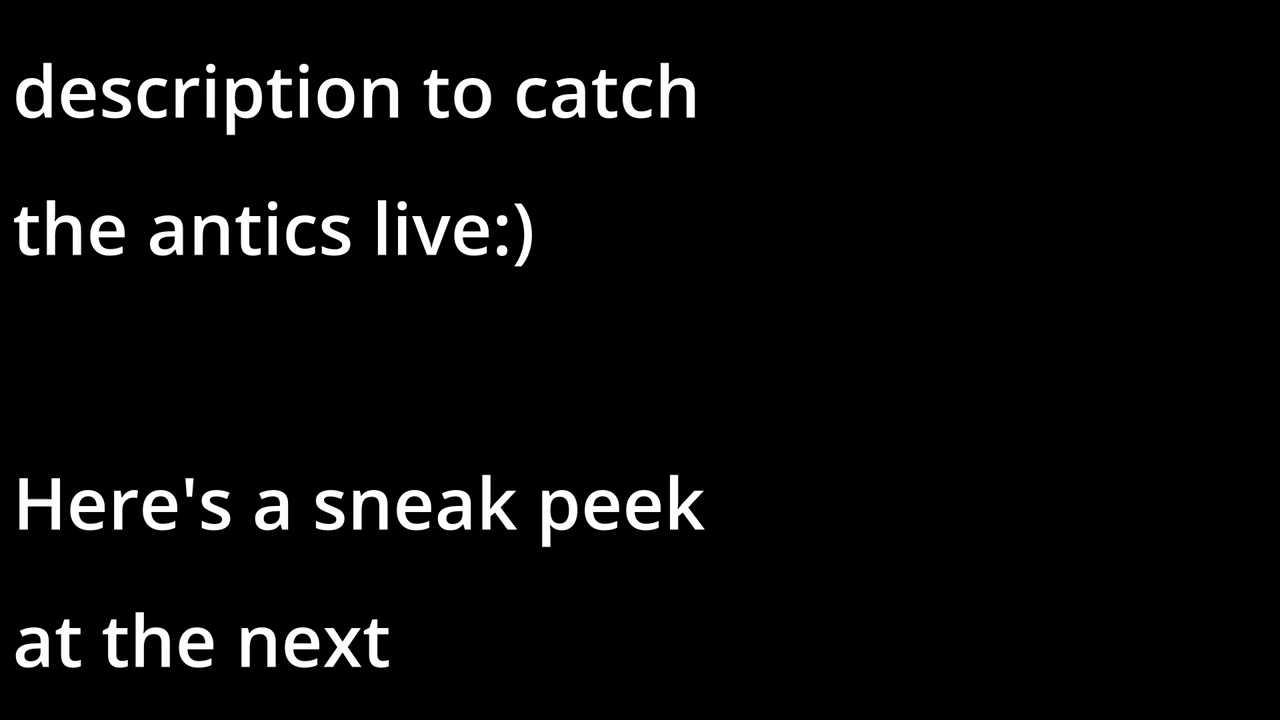 description to catch
the antics live:)
Here's a sneak peek
at the next